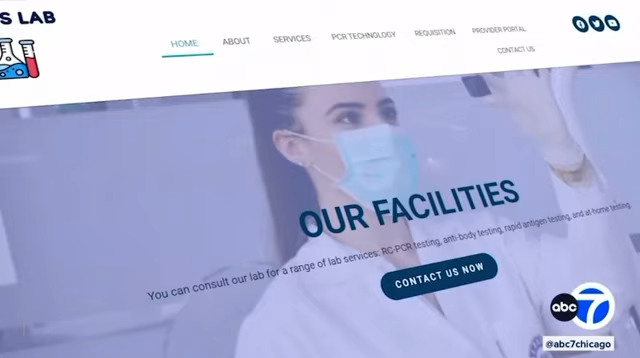 S LAB
HOME
ABOUT
SERVICES
PCR TECHNOLOGY
REQUISITION
PROVIDER PORTAL
CONTACT US
OUR FACILITIES
You can consult our lab for a range of lab services: RC-PCR testing, anti-body testing, rapid antigen testing, and at-home testing.
CONTACT US NOW
abc 7
@abc7chicago